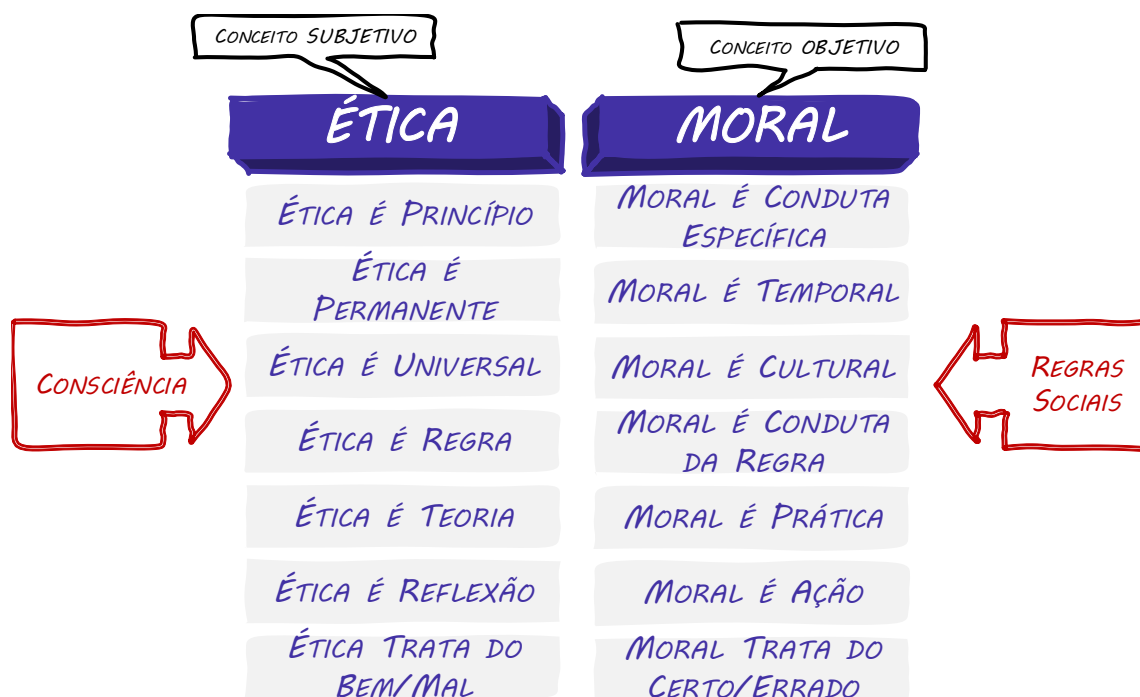 CONCEITO SUBJETIVO
CONCEITO OBJETIVO
ÉTICA
MORAL
ÉTICA É PRINCÍPIO
MORAL É CONDUTA
ESPECÍFICA
ÉTICA É
PERMANENTE
MORAL É TEMPORAL
CONSCIÊNCIA
ÉTICA É UNIVERSAL
MORAL É CULTURAL
REGRAS
SOCIAIS
ÉTICA É REGRA
MORAL É CONDUTA
DA REGRA
ÉTICA É TEORIA
MORAL É PRÁTICA
ÉTICA É REFLEXÃO
MORAL É AÇÃO
ÉTICA TRATA DO
BEM/MAL
MORAL TRATA DO
CERTO/ERRADO